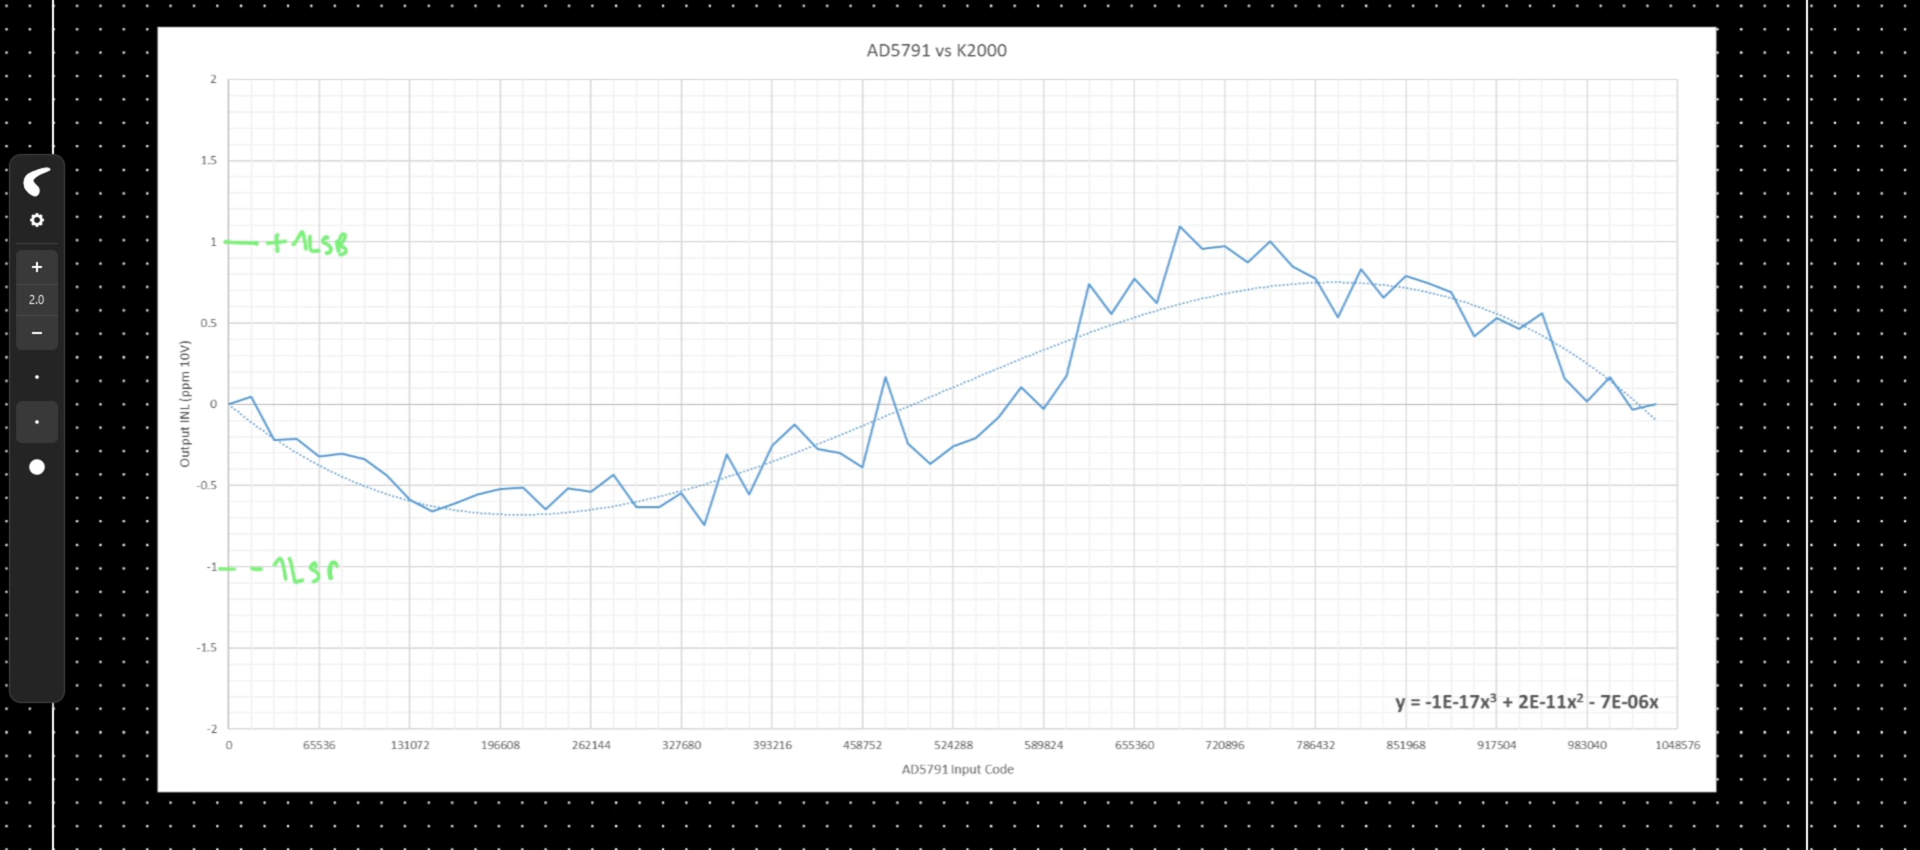 AD5791 vs K2000
2
1.5
1
+1LSB
0.5
0
-0.5
-1
-1LS
-1.5
-2
Output INL (ppm 10V)
y = -1E-17x³ + 2E-11x² - 7E-06x
0 65536 131072 196608 262144 327680 393216 458752 524288 589824 655360 720896 786432 851968 917504 983040 1048576
AD5791 Input Code
+
2.0
−